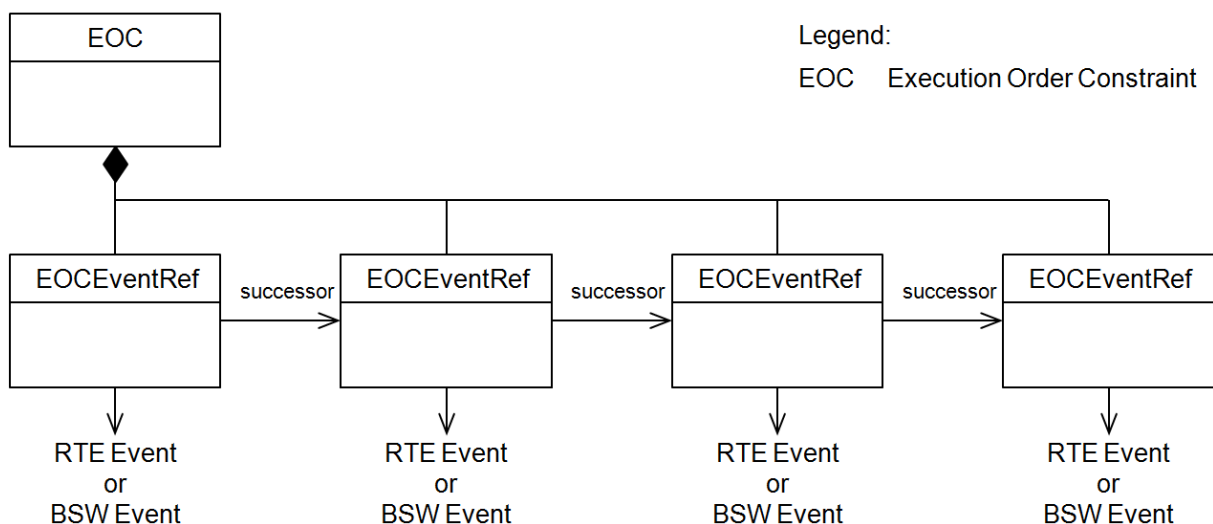 EOC
Legend:
EOC Execution Order Constraint
EOCEventRef
successor
EOCEventRef
successor
EOCEventRef
successor
EOCEventRef
RTE Event
or
BSW Event
RTE Event
or
BSW Event
RTE Event
or
BSW Event
RTE Event
or
BSW Event